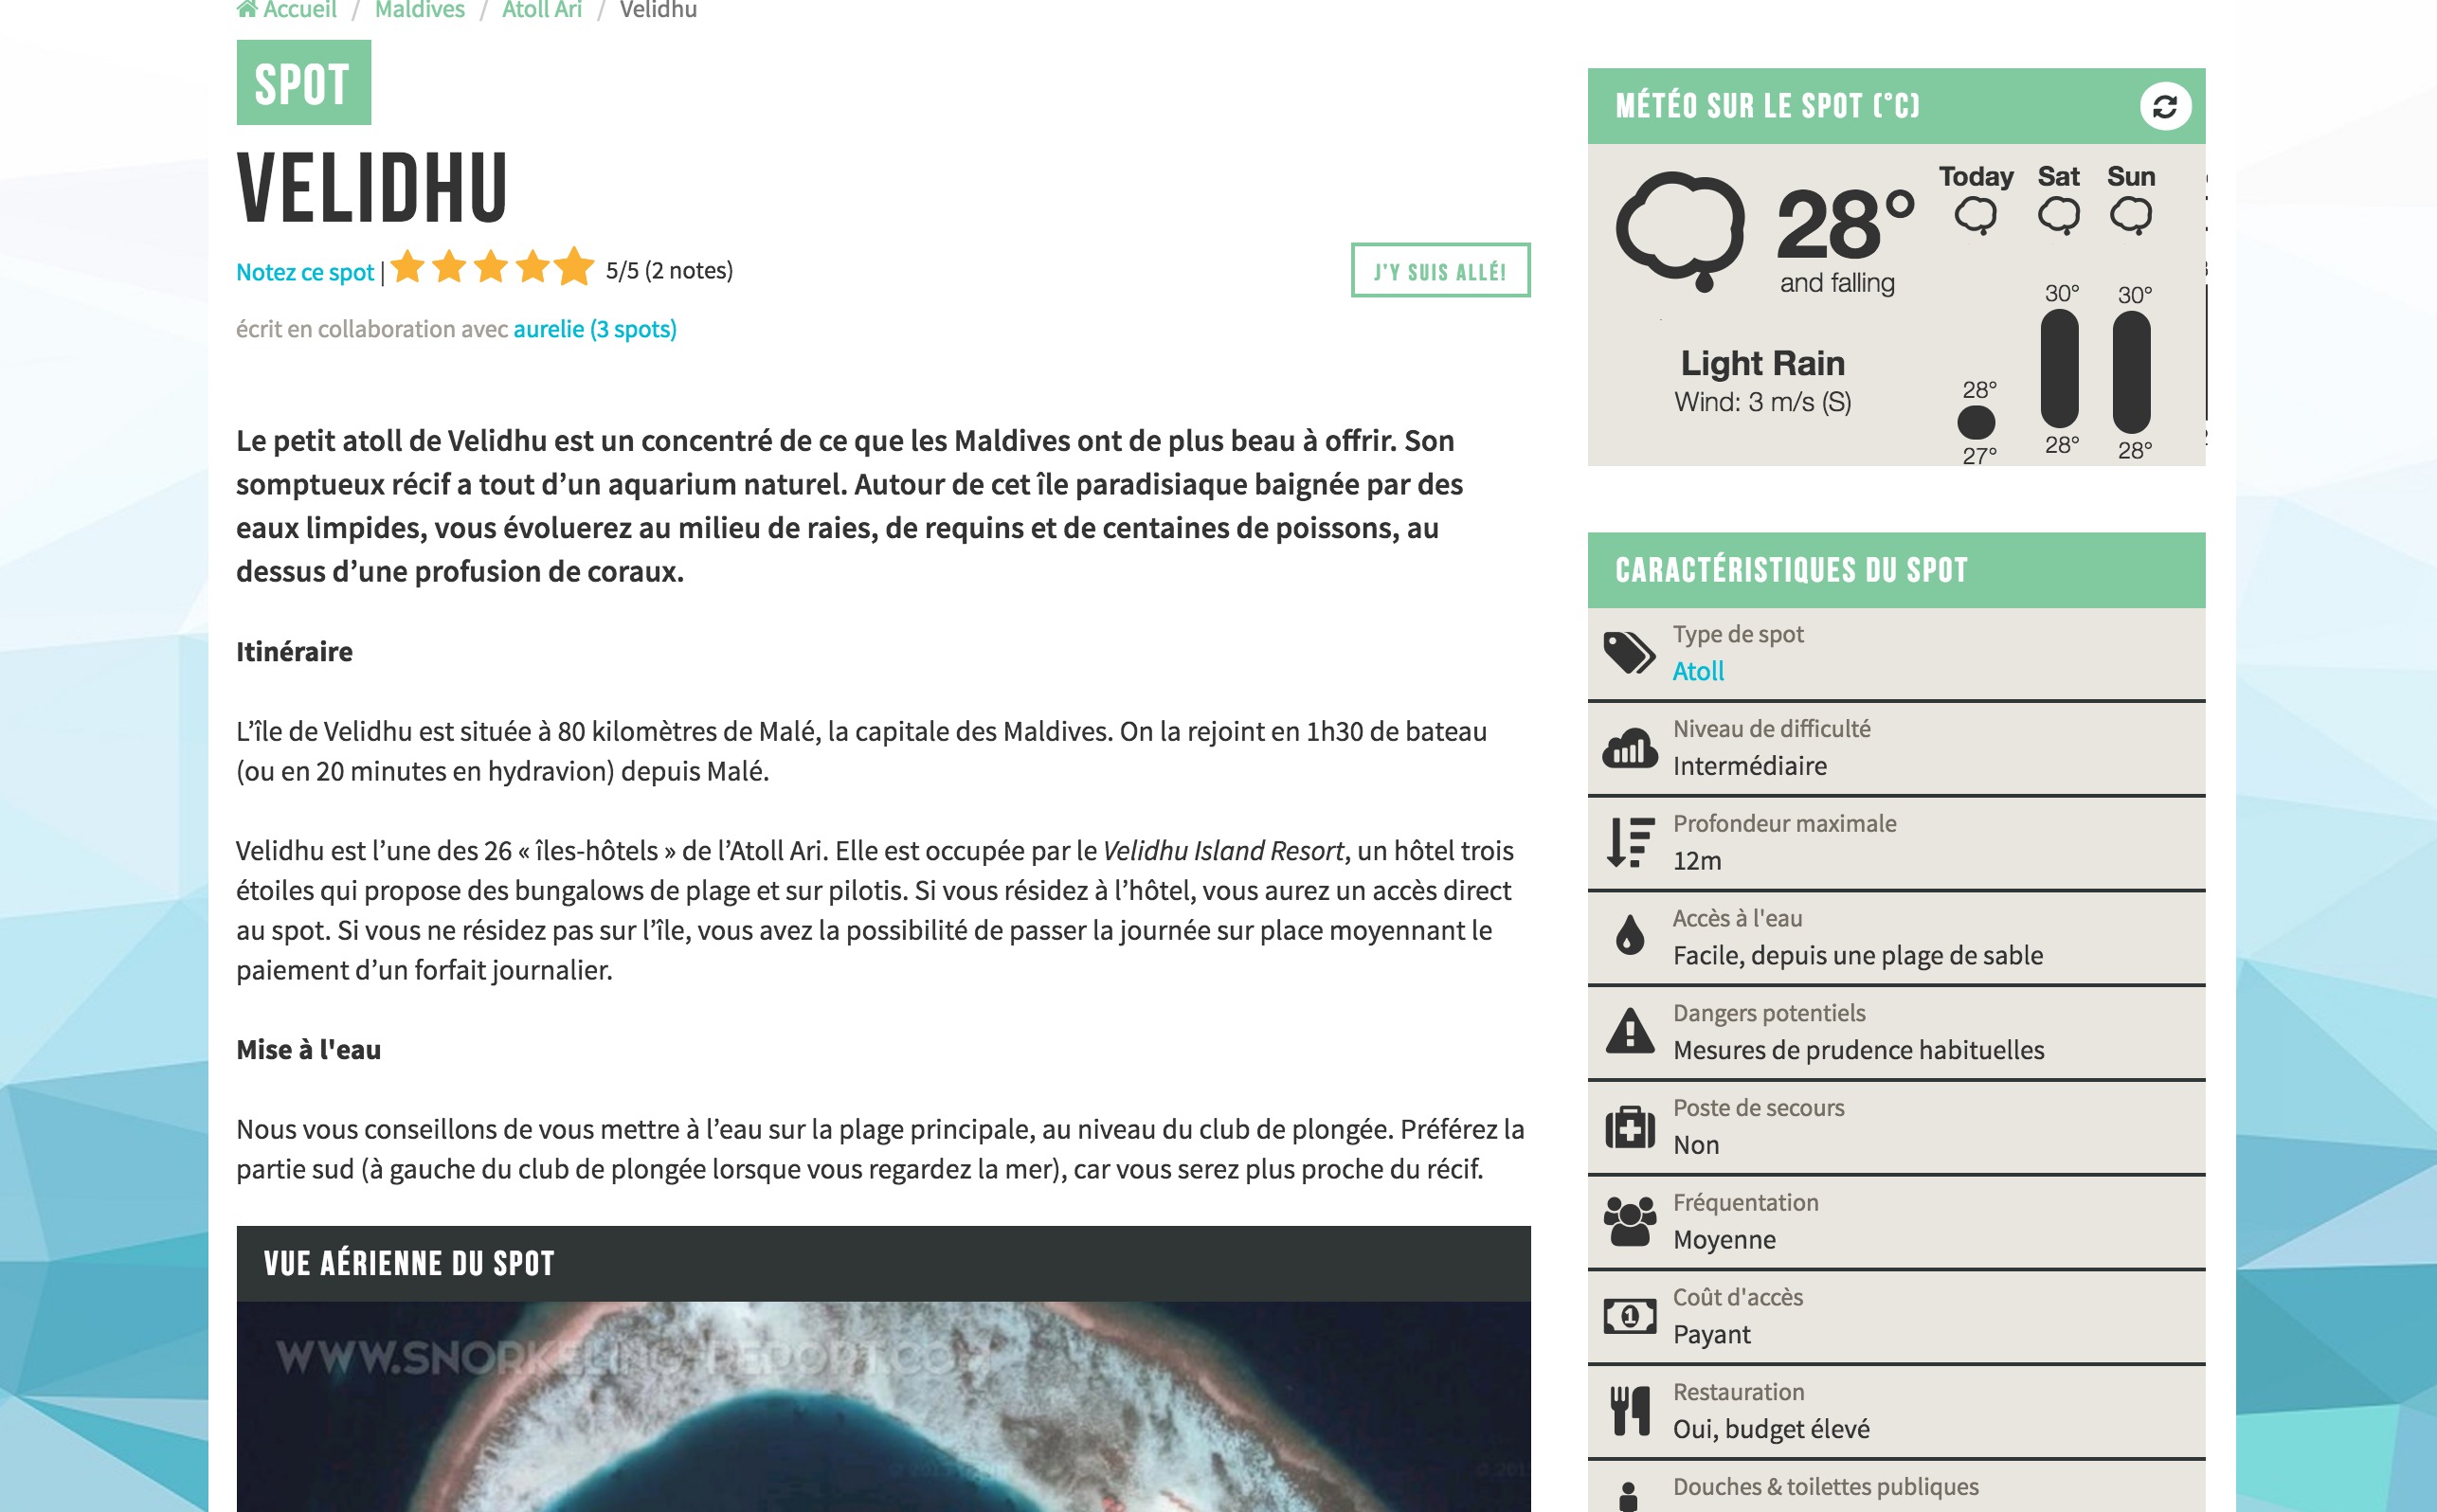 Accueil / Maldives / Atoll Ari / Velidhu
SPOT
VELIDHU
Notez ce spot | 5/5 (2 notes)
J'Y SUIS ALLÉ!
écrit en collaboration avec aurelie (3 spots)
Le petit atoll de Velidhu est un concentré de ce que les Maldives ont de plus beau à offrir. Son
somptueux récif a tout d’un aquarium naturel. Autour de cet île paradisiaque baignée par des
eaux limpides, vous évoluerez au milieu de raies, de requins et de centaines de poissons, au
dessus d’une profusion de coraux.
Itinéraire
L’île de Velidhu est située à 80 kilomètres de Malé, la capitale des Maldives. On la rejoint en 1h30 de bateau
(ou en 20 minutes en hydravion) depuis Malé.
Velidhu est l’une des 26 « îles-hôtels » de l’Atoll Ari. Elle est occupée par le Velidhu Island Resort, un hôtel trois
étoiles qui propose des bungalows de plage et sur pilotis. Si vous résidez à l’hôtel, vous aurez un accès direct
au spot. Si vous ne résidez pas sur l’île, vous avez la possibilité de passer la journée sur place moyennant le
paiement d’un forfait journalier.
Mise à l'eau
Nous vous conseillons de vous mettre à l’eau sur la plage principale, au niveau du club de plongée. Préférez la
partie sud (à gauche du club de plongée lorsque vous regardez la mer), car vous serez plus proche du récif.
VUE AÉRIENNE DU SPOT
WWW.SNORKELING-REPORT.COM
MÉTÉO SUR LE SPOT (°C)
28°
and falling
Light Rain
Wind: 3 m/s (S)
Today Sat Sun
28° 30° 30°
27° 28° 28°
CARACTÉRISTIQUES DU SPOT
Type de spot
Atoll
Niveau de difficulté
Intermédiaire
Profondeur maximale
12m
Accès à l'eau
Facile, depuis une plage de sable
Dangers potentiels
Mesures de prudence habituelles
Poste de secours
Non
Fréquentation
Moyenne
Coût d'accès
1
Payant
Restauration
Oui, budget élevé
Douches & toilettes publiques